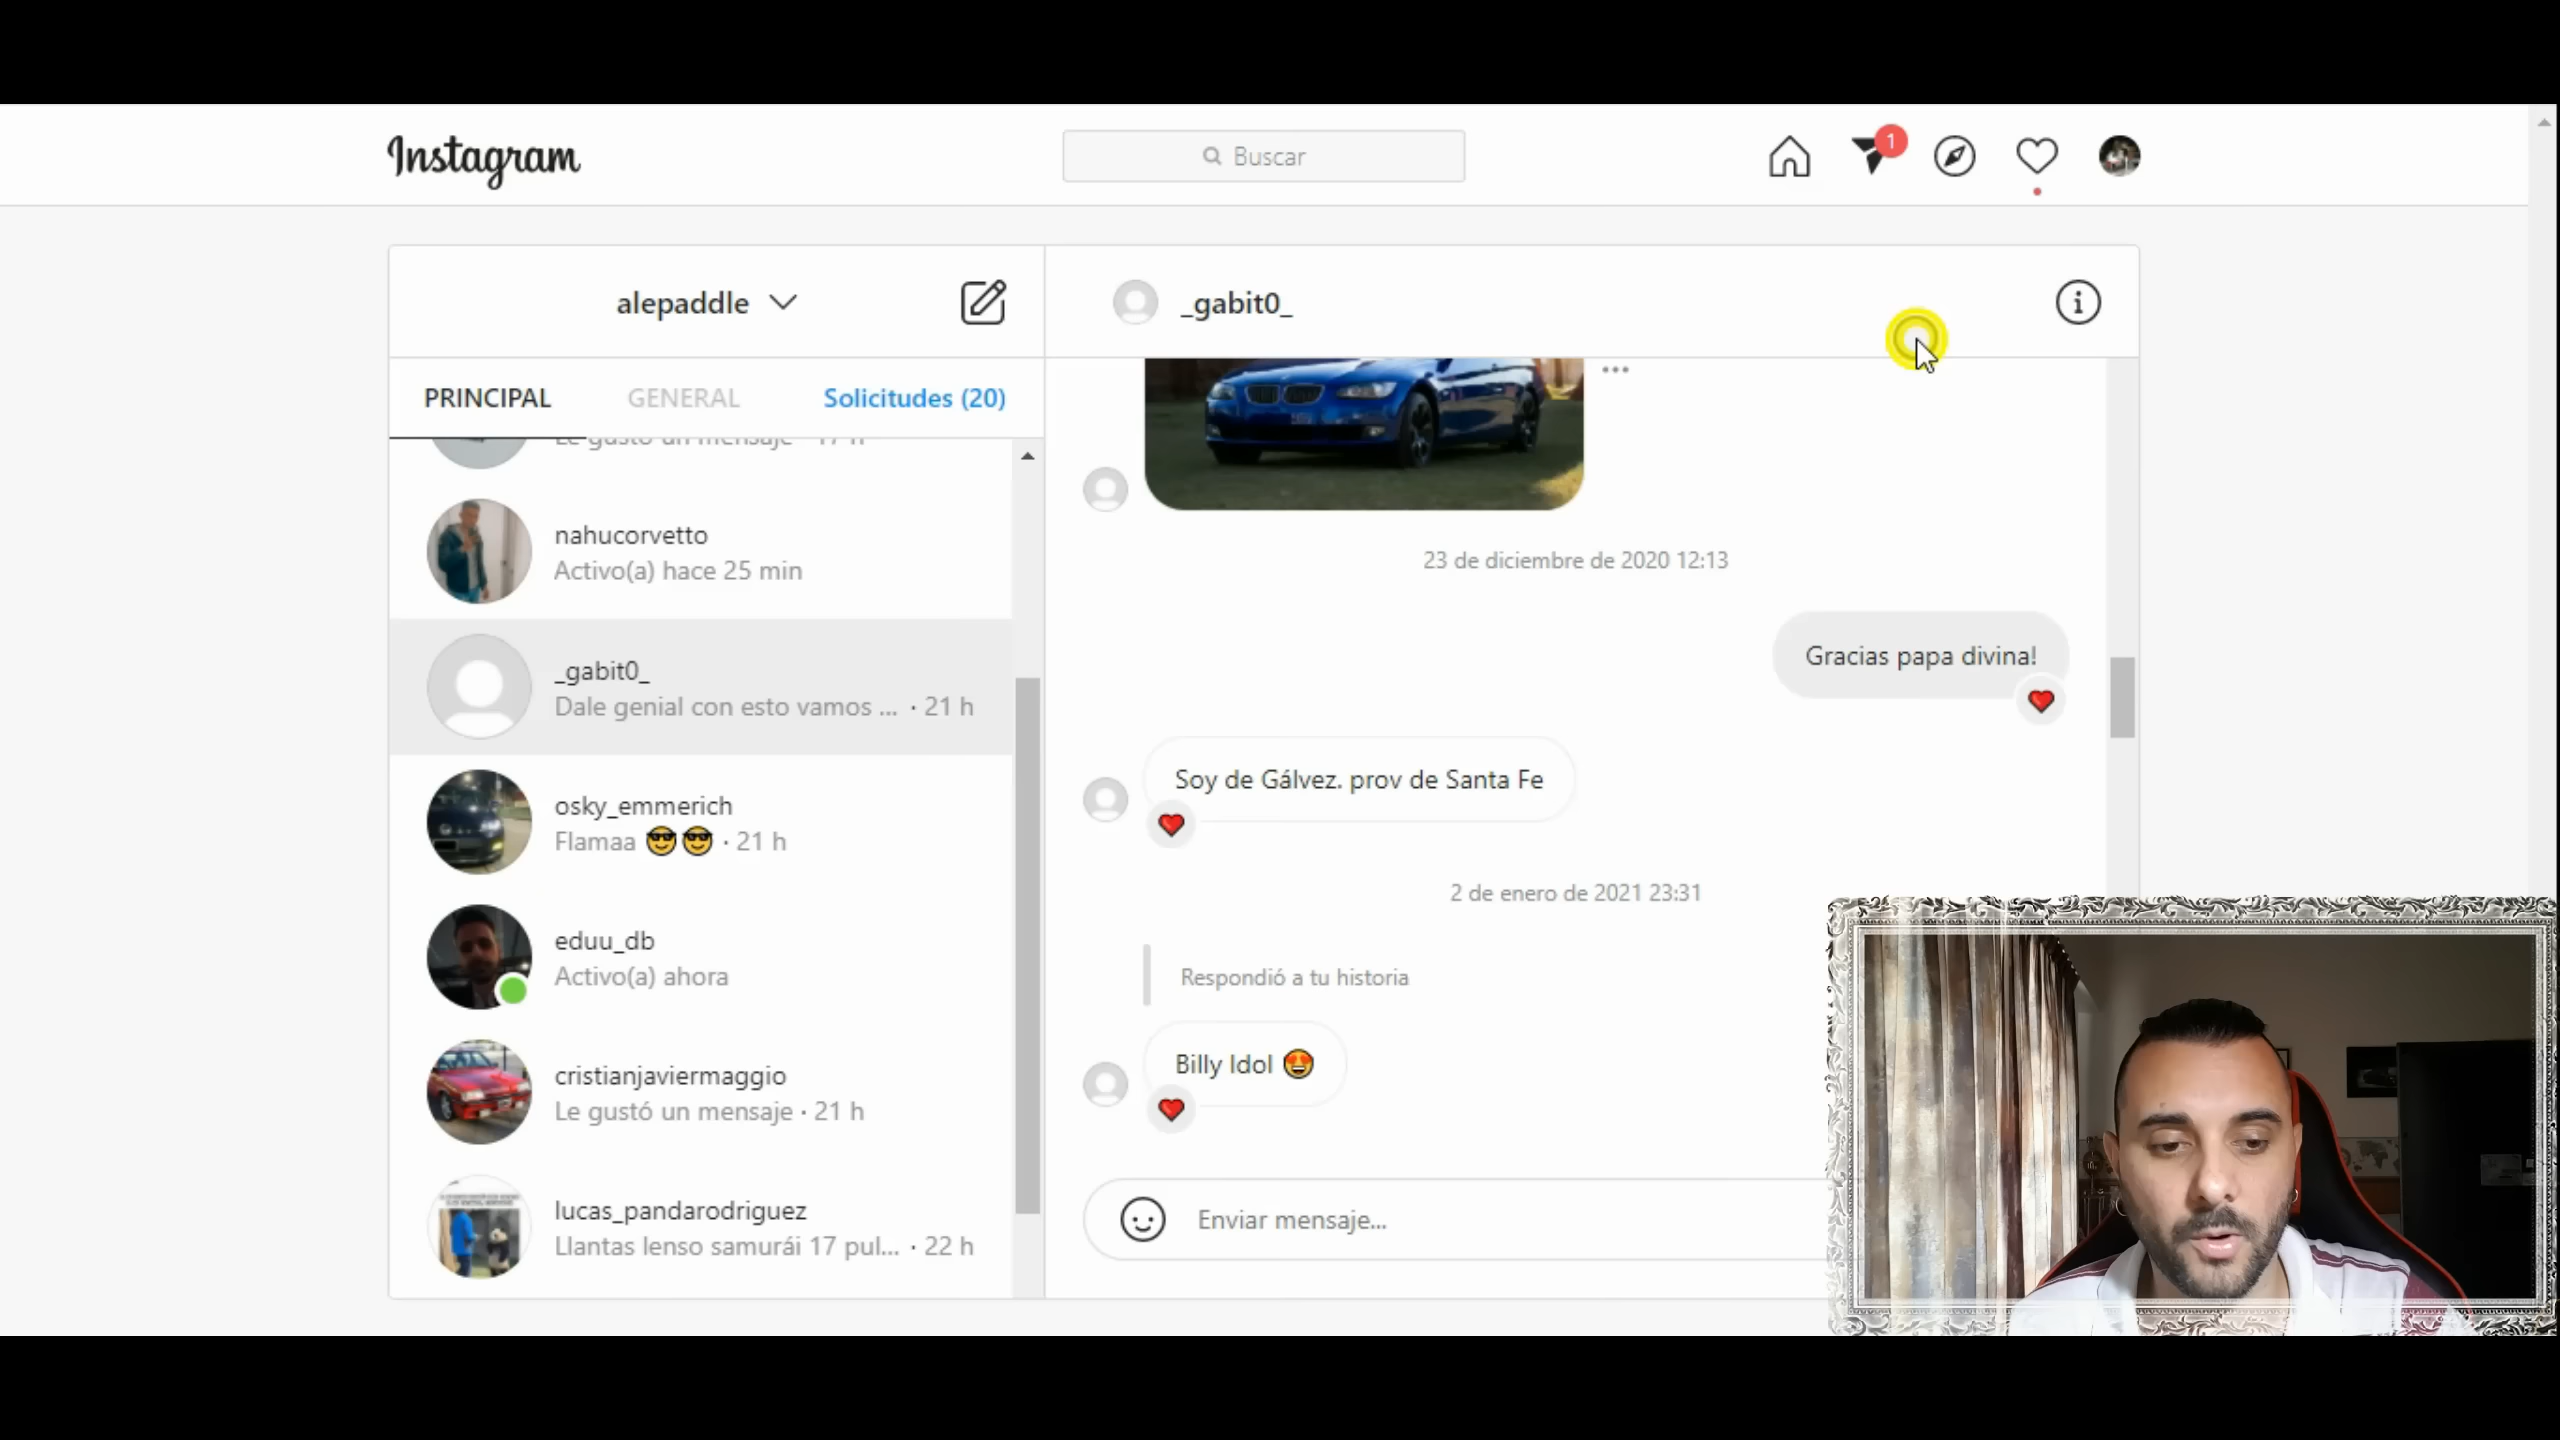 Instagram
Buscar
1
alepaddle
_gabit0_
PRINCIPAL GENERAL Solicitudes (20)
Le gustó un mensaje · 17 h
nahucorvetto
Activo(a) hace 25 min
_gabit0_
Dale genial con esto vamos ... · 21 h
osky_emmerich
Flamaa 😎😎 · 21 h
eduu_db
Activo(a) ahora
cristianjaviermaggio
Le gustó un mensaje · 21 h
lucas_pandarodriguez
Llantas lenso samurái 17 pul... · 22 h
23 de diciembre de 2020 12:13
Gracias papa divina!
Soy de Gálvez. prov de Santa Fe
2 de enero de 2021 23:31
Respondió a tu historia
Billy Idol 😍
Enviar mensaje...